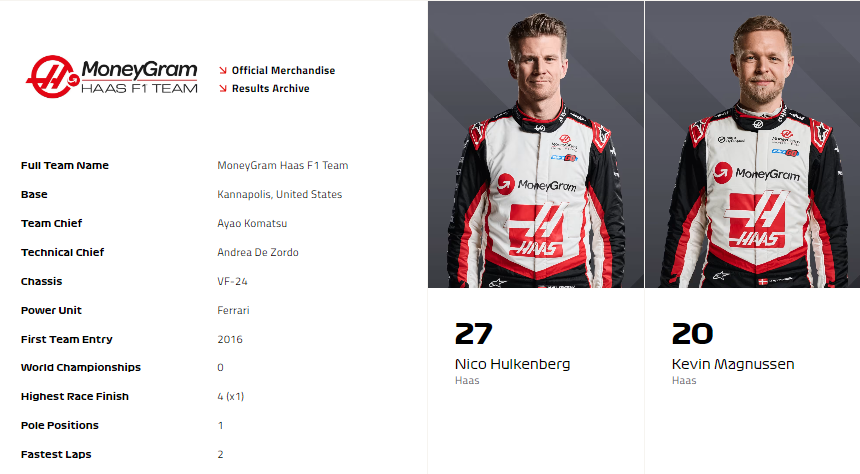 MoneyGram
HAAS F1 TEAM
Official Merchandise
Results Archive
Full Team Name MoneyGram Haas F1 Team
Base Kannapolis, United States
Team Chief Ayao Komatsu
Technical Chief Andrea De Zordo
Chassis VF-24
Power Unit Ferrari
First Team Entry 2016
World Championships 0
Highest Race Finish 4 (x1)
Pole Positions 1
Fastest Laps 2
MoneyGram
HAAS
27
Nico Hulkenberg
Haas
MoneyGram
HAAS
20
Kevin Magnussen
Haas